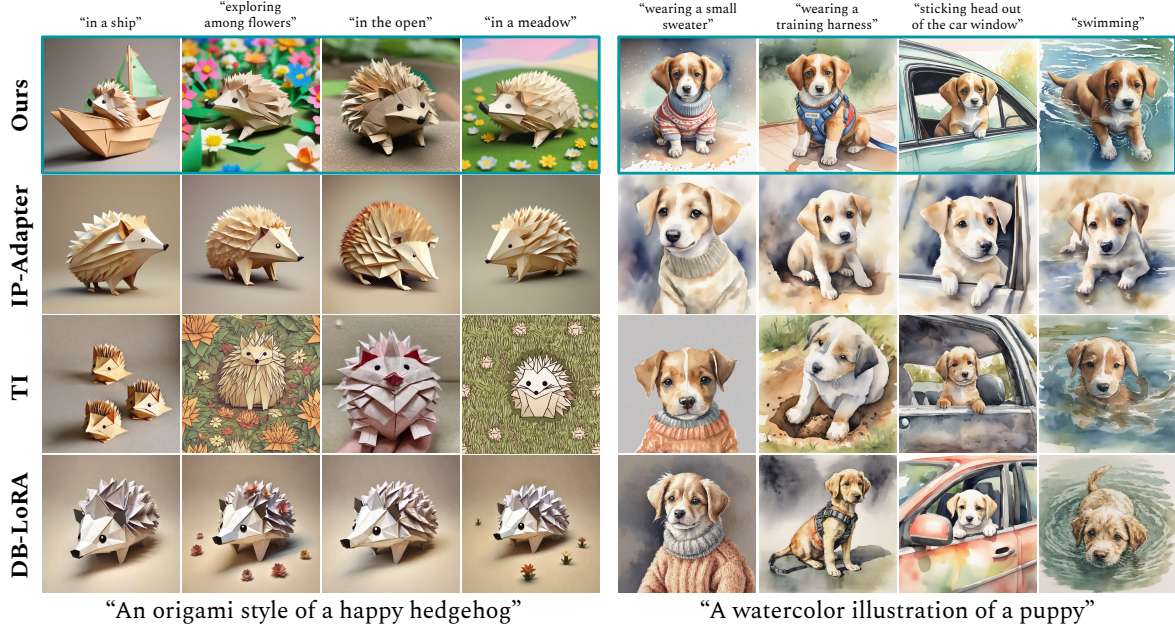 “in a ship”
“exploring
among flowers”
“in the open”
“in a meadow”
“wearing a small
sweater”
“wearing a
training harness”
“sticking head out
of the car window”
“swimming”
Ours
IP-Adapter
TI
DB-LoRA
“An origami style of a happy hedgehog”
“A watercolor illustration of a puppy”